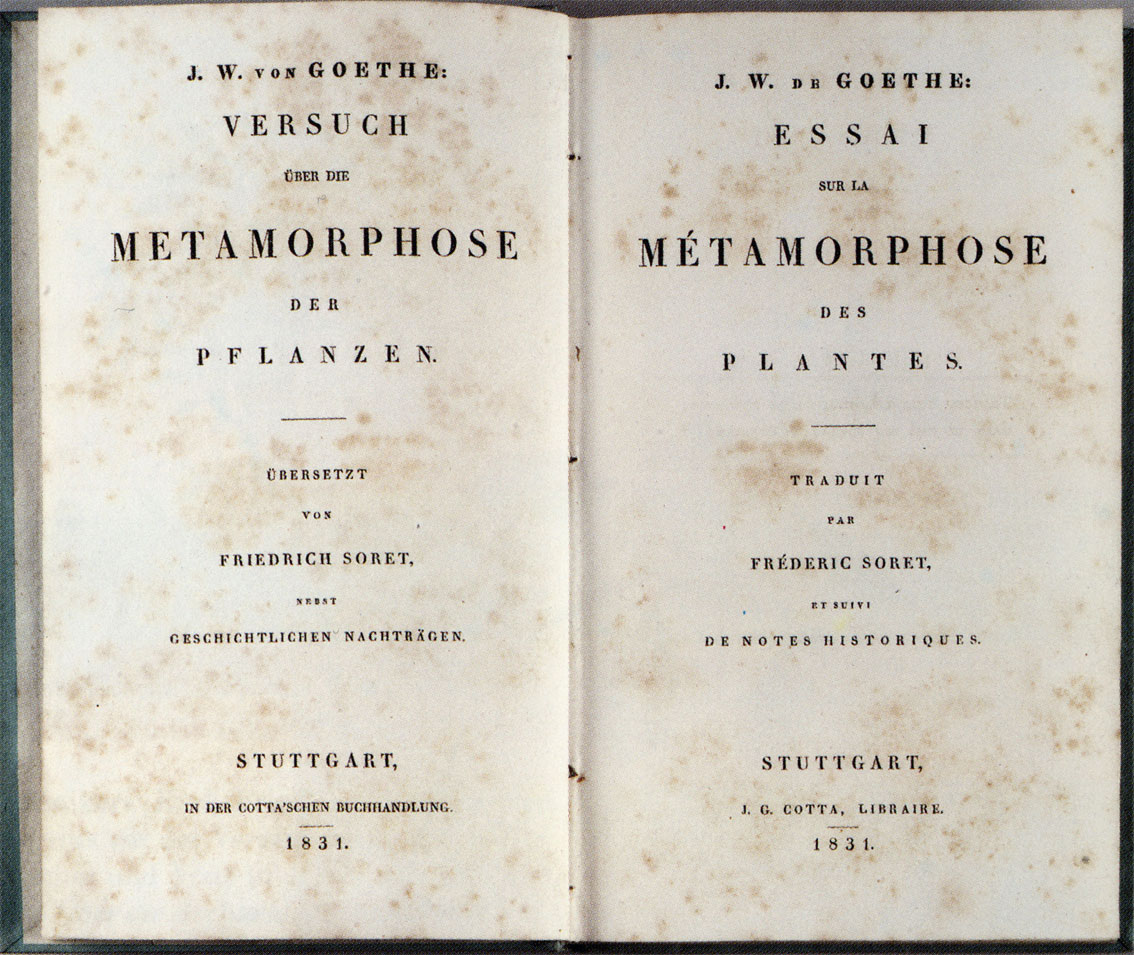 J. W. VON GOETHE:
VERSUCH
ÜBER DIE
METAMORPHOSE
DER
PFLANZEN.
ÜBERSETZT
VON
FRIEDRICH SORET,
NEBST
GESCHICHTLICHEN NACHTRÄGEN.
STUTTGART,
IN DER COTTA'SCHEN BUCHHANDLUNG.
1831.
J. W. DE GOETHE:
ESSAI
SUR LA
MÉTAMORPHOSE
DES
PLANTES.
TRADUIT
PAR
FRÉDERIC SORET,
ET SUIVI
DE NOTES HISTORIQUES.
STUTTGART,
J. G. COTTA, LIBRAIRE.
1831.